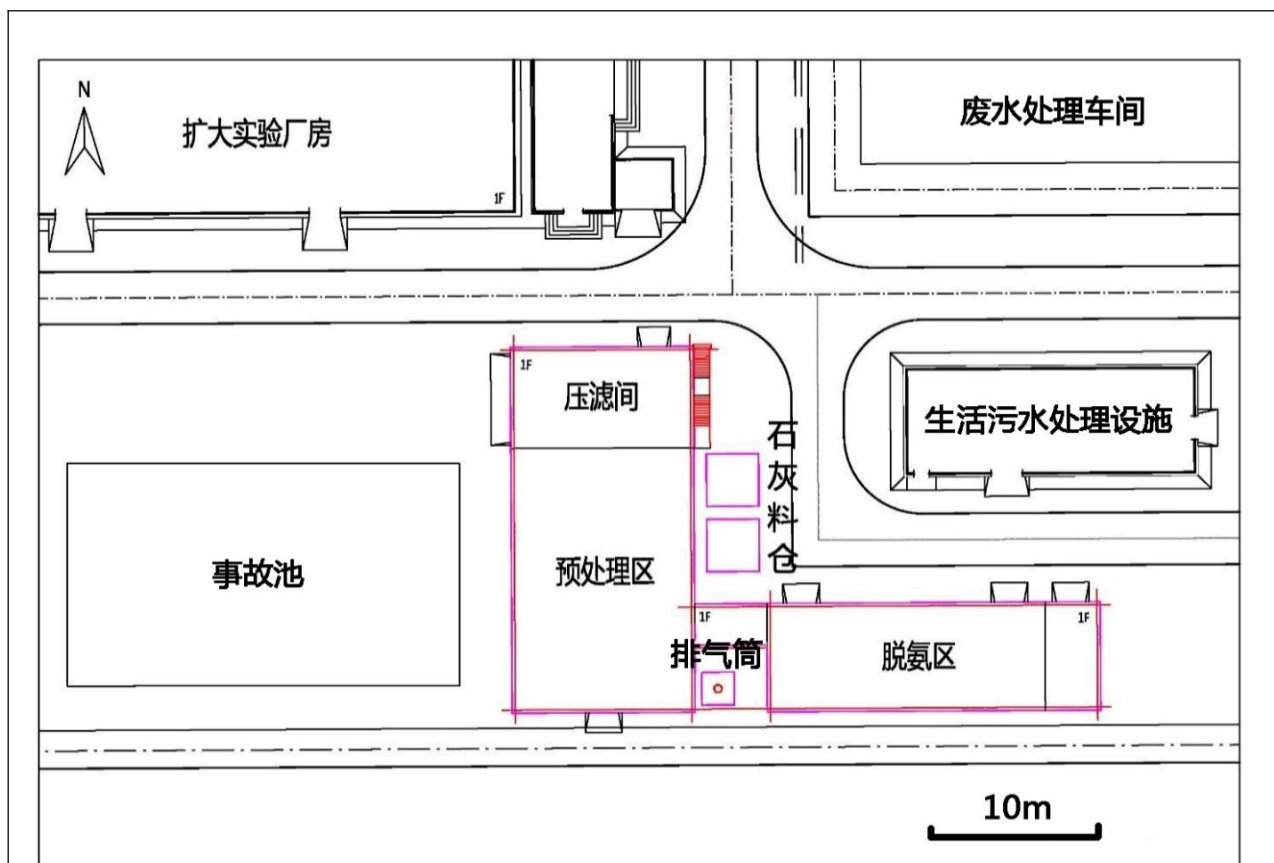 N
扩大实验厂房
1F
废水处理车间
1F
压滤间
石灰料仓
生活污水处理设施
事故池
预处理区
1F
排气筒
脱氨区
1F
10m